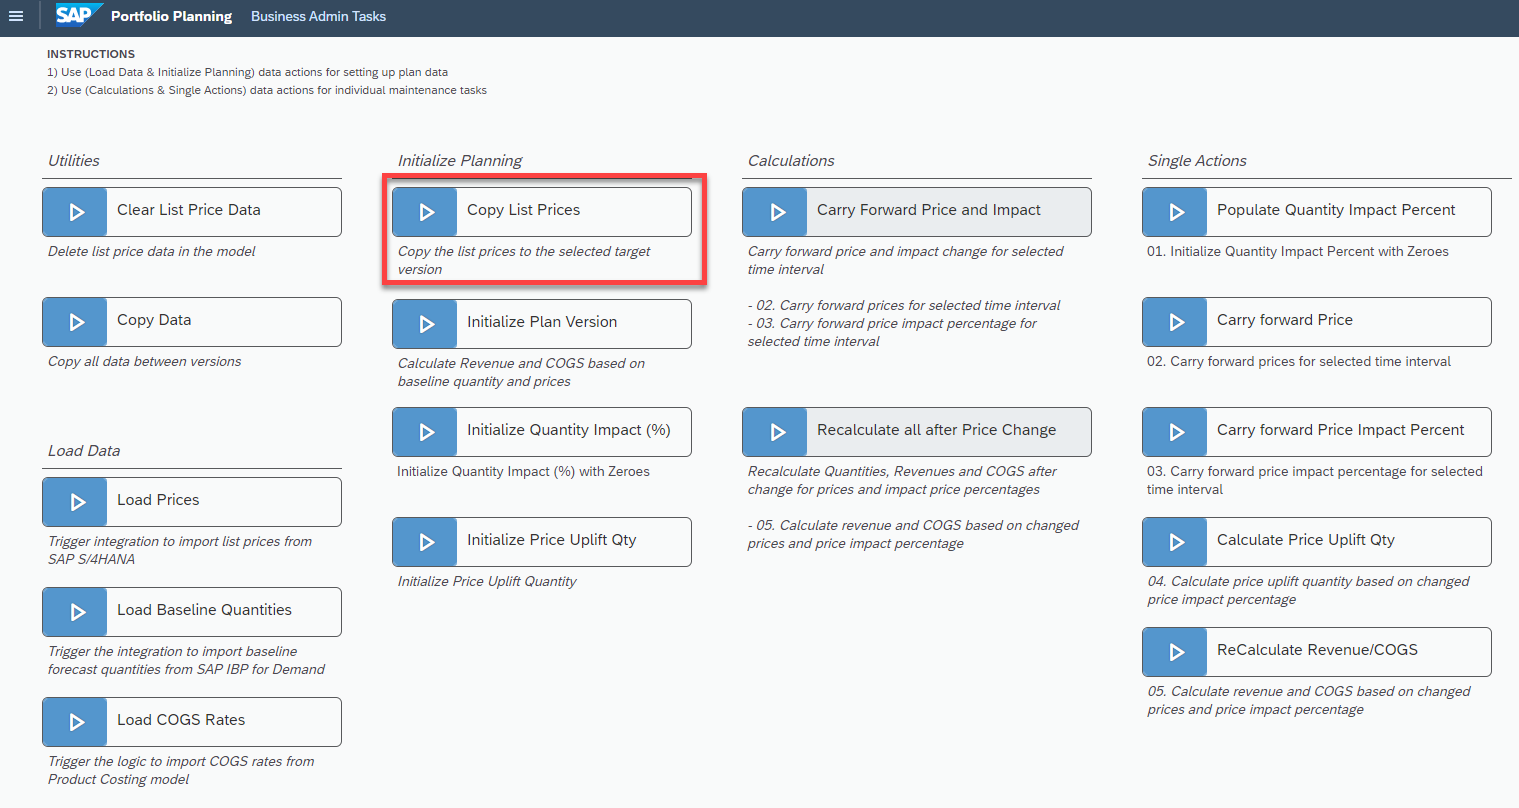 SAP Portfolio Planning Business Admin Tasks
INSTRUCTIONS
1) Use (Load Data & Initialize Planning) data actions for setting up plan data
2) Use (Calculations & Single Actions) data actions for individual maintenance tasks
Utilities
Clear List Price Data
Delete list price data in the model
Copy Data
Copy all data between versions
Load Data
Load Prices
Trigger integration to import list prices from
SAP S/4HANA
Load Baseline Quantities
Trigger the integration to import baseline
forecast quantities from SAP IBP for Demand
Load COGS Rates
Trigger the logic to import COGS rates from
Product Costing model
Initialize Planning
Copy List Prices
Copy the list prices to the selected target
version
Initialize Plan Version
Calculate Revenue and COGS based on
baseline quantity and prices
Initialize Quantity Impact (%)
Initialize Quantity Impact (%) with Zeroes
Initialize Price Uplift Qty
Initialize Price Uplift Quantity
Calculations
Carry Forward Price and Impact
Carry forward price and impact change for selected
time interval
- 02. Carry forward prices for selected time interval
- 03. Carry forward price impact percentage for
selected time interval
Recalculate all after Price Change
Recalculate Quantities, Revenues and COGS after
change for prices and impact price percentages
- 05. Calculate revenue and COGS based on changed
prices and price impact percentage
Single Actions
Populate Quantity Impact Percent
01. Initialize Quantity Impact Percent with Zeroes
Carry forward Price
02. Carry forward prices for selected time interval
Carry forward Price Impact Percent
03. Carry forward price impact percentage for selected
time interval
Calculate Price Uplift Qty
04. Calculate price uplift quantity based on changed
price impact percentage
ReCalculate Revenue/COGS
05. Calculate revenue and COGS based on changed
prices and price impact percentage